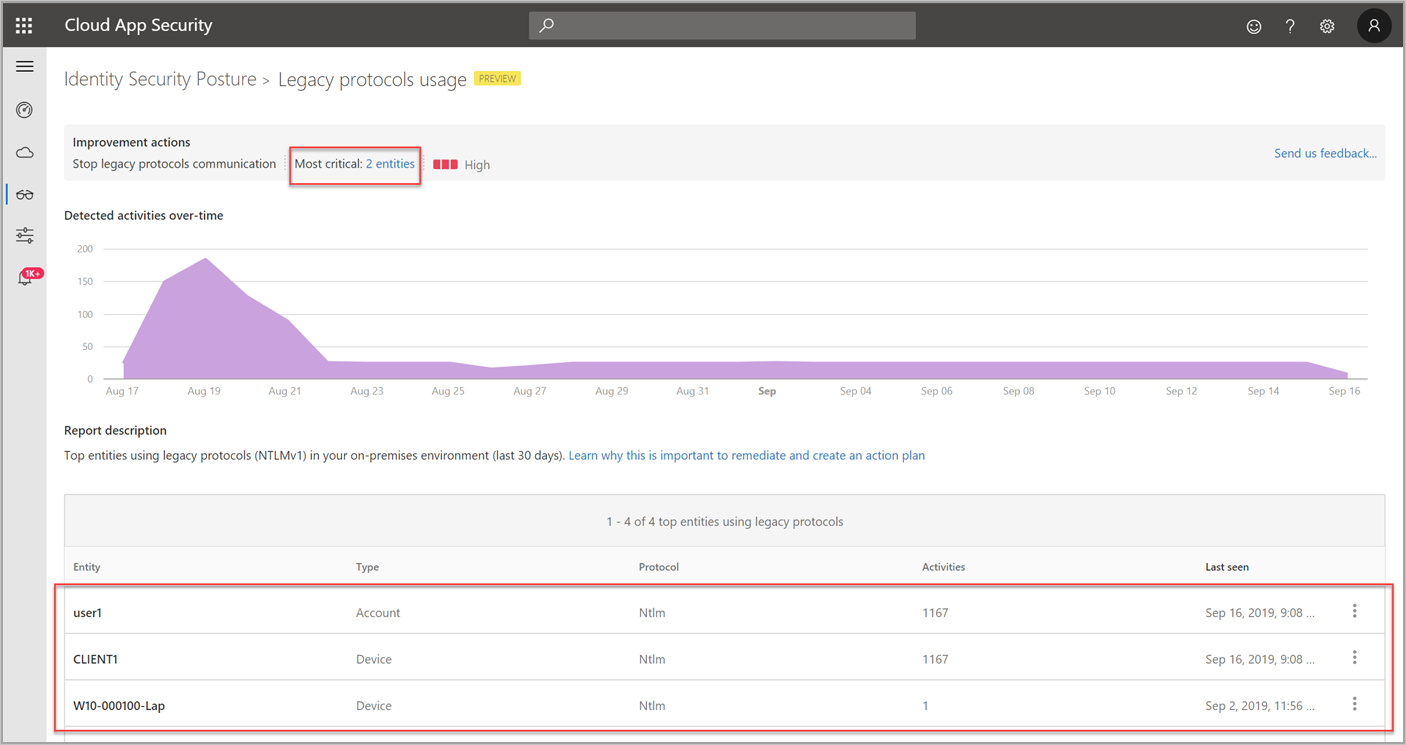 Cloud App Security
Identity Security Posture > Legacy protocols usage PREVIEW
Improvement actions
Stop legacy protocols communication Most critical: 2 entities High
Send us feedback...
1K+
Detected activities over-time
200
150
100
50
0
Aug 17 Aug 19 Aug 21 Aug 23 Aug 25 Aug 27 Aug 29 Aug 31 Sep Sep 04 Sep 06 Sep 08 Sep 10 Sep 12 Sep 14 Sep 16
Report description
Top entities using legacy protocols (NTLMv1) in your on-premises environment (last 30 days). Learn why this is important to remediate and create an action plan
1 - 4 of 4 top entities using legacy protocols
Entity Type Protocol Activities Last seen
user1 Account Ntlm 1167 Sep 16, 2019, 9:08 ...
CLIENT1 Device Ntlm 1167 Sep 16, 2019, 9:08 ...
W10-000100-Lap Device Ntlm 1 Sep 2, 2019, 11:56 ...